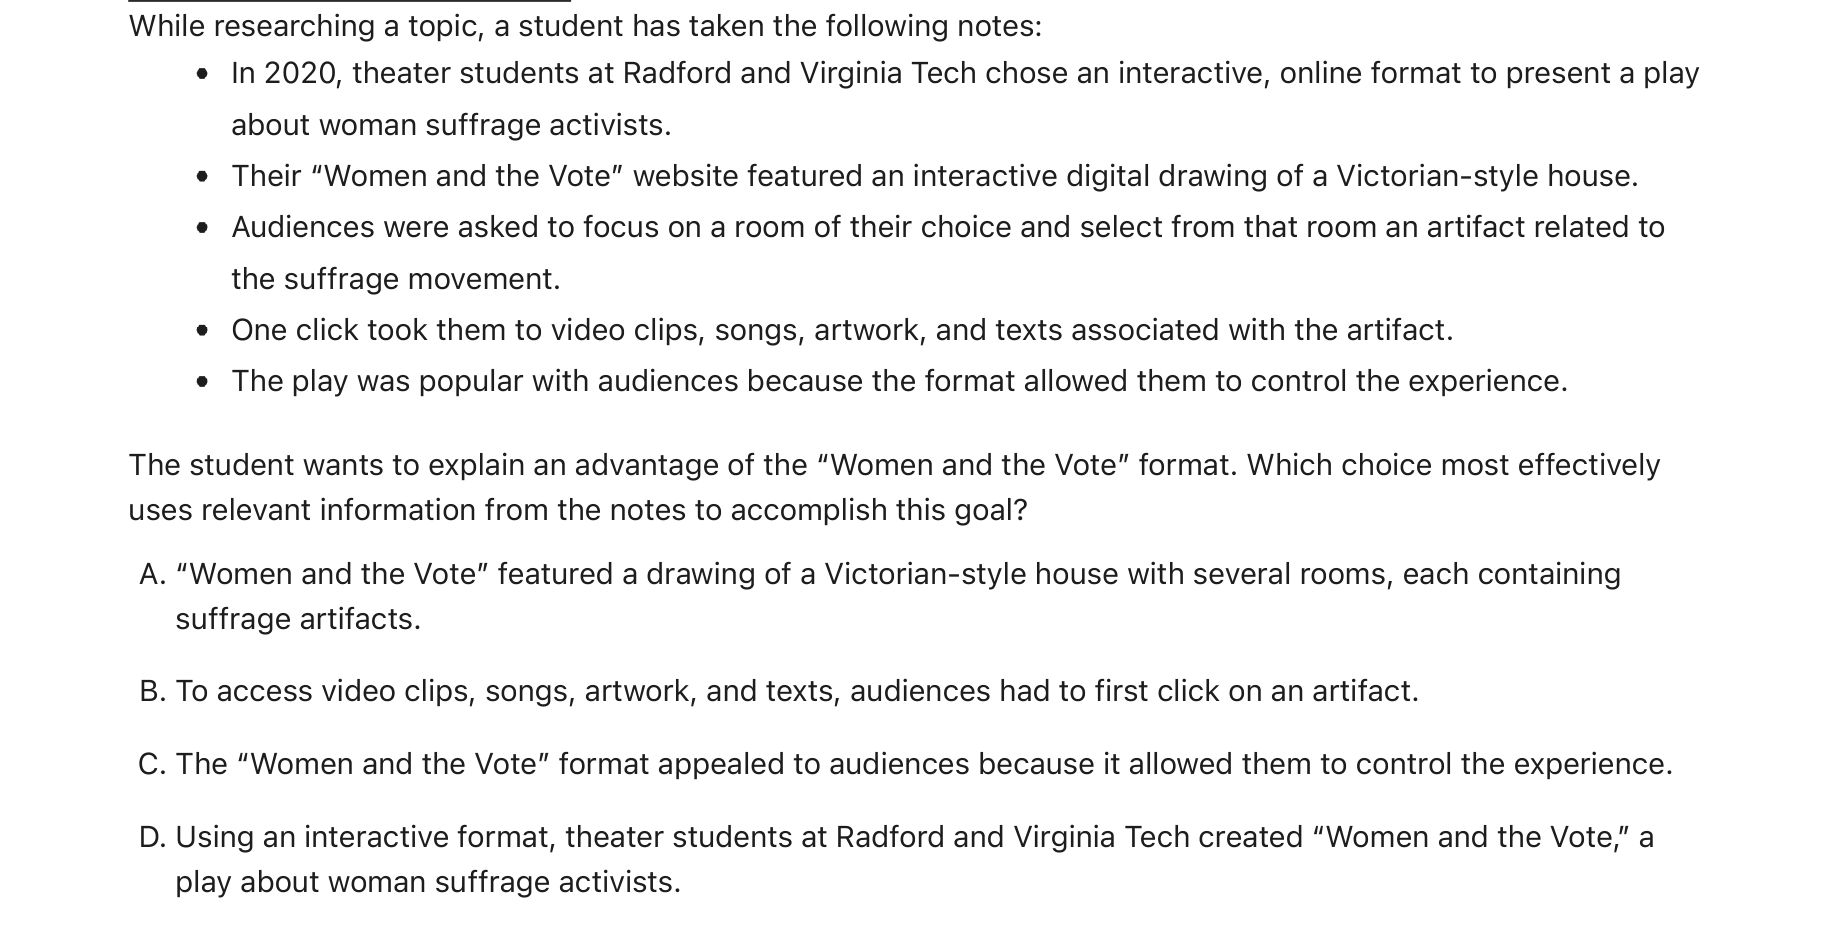 While researching a topic, a student has taken the following notes:
• In 2020, theater students at Radford and Virginia Tech chose an interactive, online format to present a play
about woman suffrage activists.
• Their “Women and the Vote” website featured an interactive digital drawing of a Victorian-style house.
• Audiences were asked to focus on a room of their choice and select from that room an artifact related to
the suffrage movement.
• One click took them to video clips, songs, artwork, and texts associated with the artifact.
• The play was popular with audiences because the format allowed them to control the experience.
The student wants to explain an advantage of the “Women and the Vote” format. Which choice most effectively
uses relevant information from the notes to accomplish this goal?
A. “Women and the Vote” featured a drawing of a Victorian-style house with several rooms, each containing
suffrage artifacts.
B. To access video clips, songs, artwork, and texts, audiences had to first click on an artifact.
C. The “Women and the Vote” format appealed to audiences because it allowed them to control the experience.
D. Using an interactive format, theater students at Radford and Virginia Tech created “Women and the Vote,” a
play about woman suffrage activists.